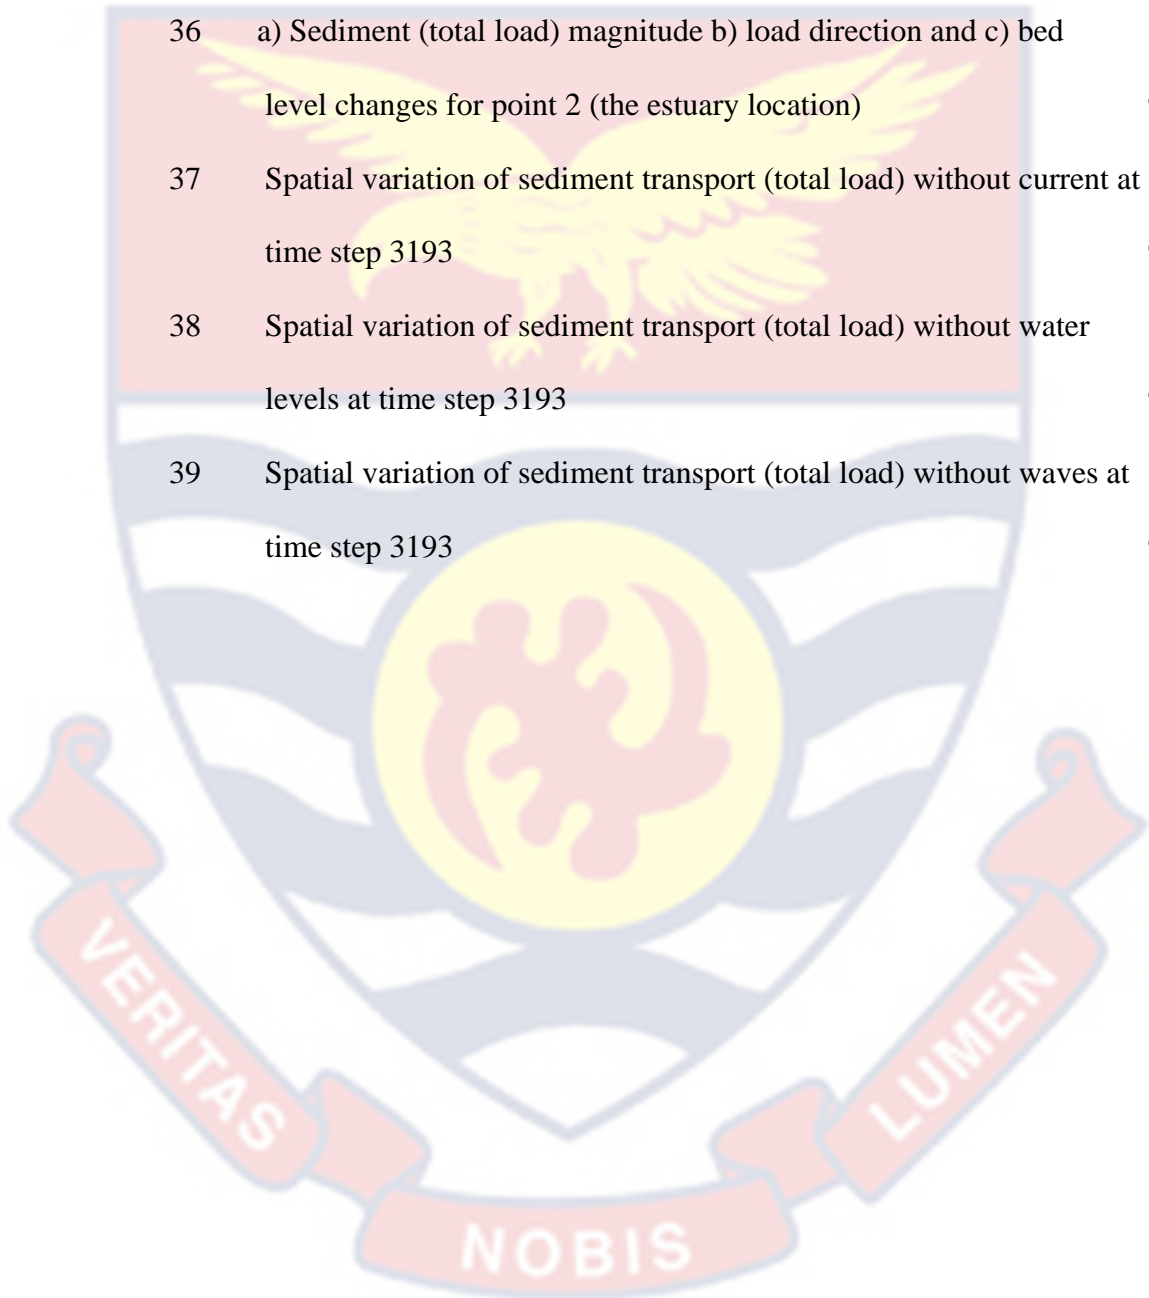 36 a) Sediment (total load) magnitude b) load direction and c) bed
level changes for point 2 (the estuary location)
37 Spatial variation of sediment transport (total load) without current at
time step 3193
38 Spatial variation of sediment transport (total load) without water
levels at time step 3193
39 Spatial variation of sediment transport (total load) without waves at
time step 3193
VERITAS
NOBIS
LUMEN